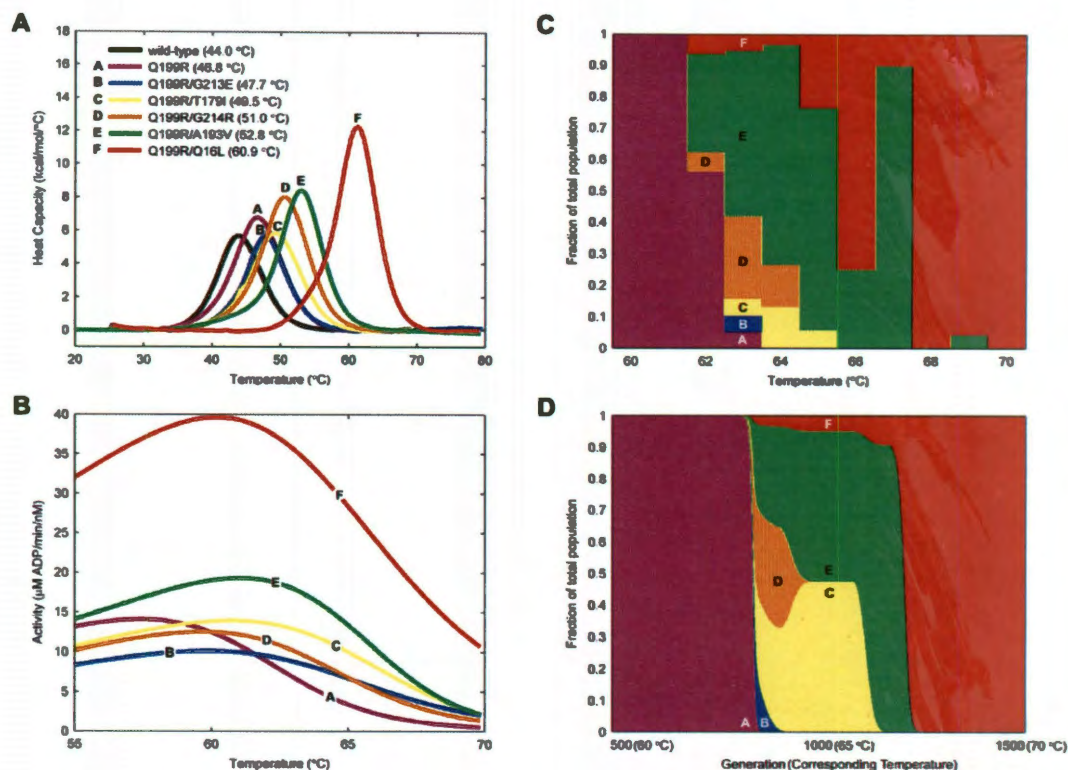 A
18
16
14
12
10
8
6
4
2
0
Heat Capacity (kcal/mol/°C)
wild-type (44.0 °C)
A Q199R (46.8 °C)
B Q199R/G213E (47.7 °C)
C Q199R/T179I (49.5 °C)
D Q199R/G214R (51.0 °C)
E Q199R/A193V (52.8 °C)
F Q199R/Q16L (60.9 °C)
A
B
C
D
E
F
20 30 40 50 60 70 80
Temperature (°C)
B
40
35
30
25
20
15
10
5
0
Activity (µM ADP/min/nM)
F
E
D
C
B
A
55 60 65 70
Temperature (°C)
C
1
0.9
0.8
0.7
0.6
0.5
0.4
0.3
0.2
0.1
0
Fraction of total population
F
E
D
D
C
B
A
60 62 64 66 68 70
Temperature (°C)
D
1
0.9
0.8
0.7
0.6
0.5
0.4
0.3
0.2
0.1
0
Fraction of total population
F
E
D
C
A B
500(60 °C) 1000(65 °C) 1500(70 °C)
Generation (Corresponding Temperature)